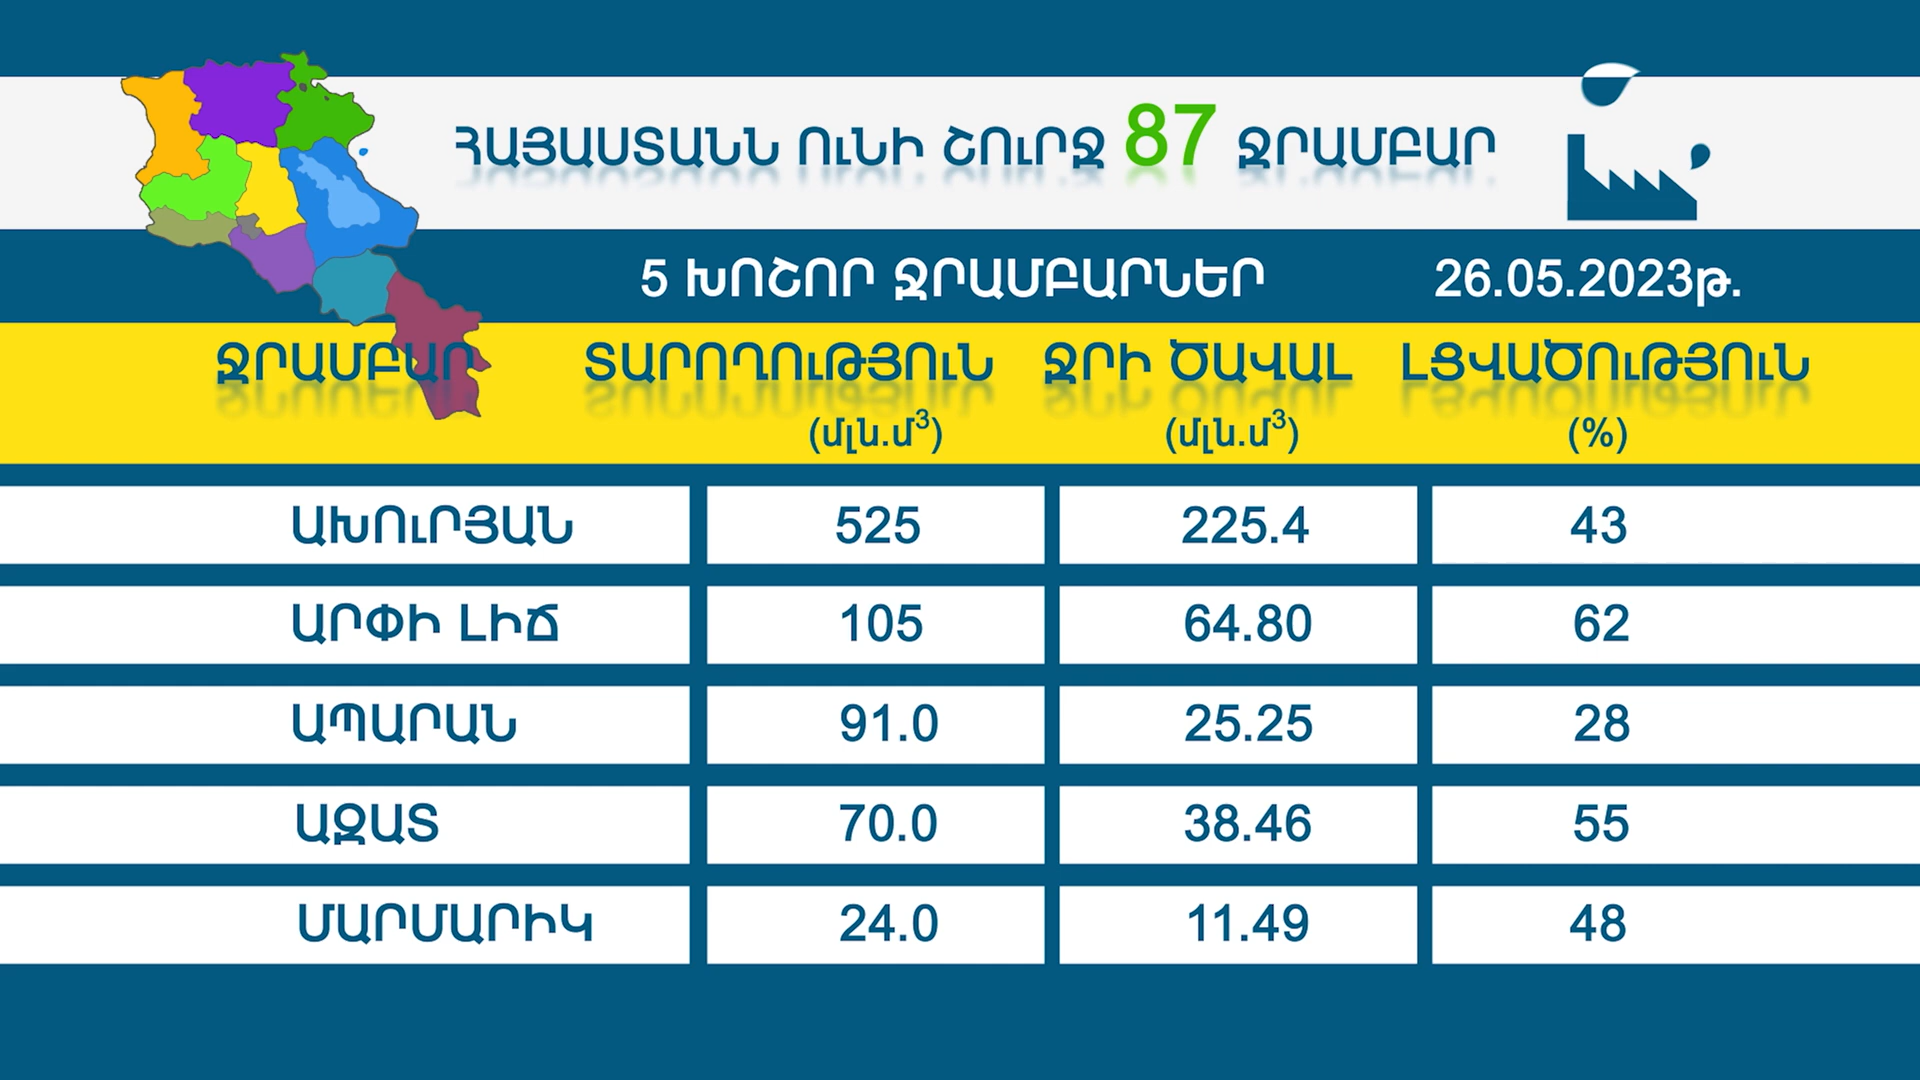 ՀԱՅԱՍՏԱՆՆ ՈւՆԻ ՇՈւՐՋ 87 ՋՐԱՄԲԱՐ
5 ԽՈՇՈՐ ՋՐԱՄԲԱՐՆԵՐ 26.05.2023թ.
ՋՐԱՄԲԱՐ ՏԱՐՈՂՈւԹՅՈւՆ ՋՐԻ ԾԱՎԱԼ ԼՑՎԱԾՈւԹՅՈւՆ
(մլն.մ³) (մլն.մ³) (%)
ԱԽՈւՐՅԱՆ 525 225.4 43
ԱՐՓԻ ԼԻՃ 105 64.80 62
ԱՊԱՐԱՆ 91.0 25.25 28
ԱԶԱՏ 70.0 38.46 55
ՄԱՐՄԱՐԻԿ 24.0 11.49 48